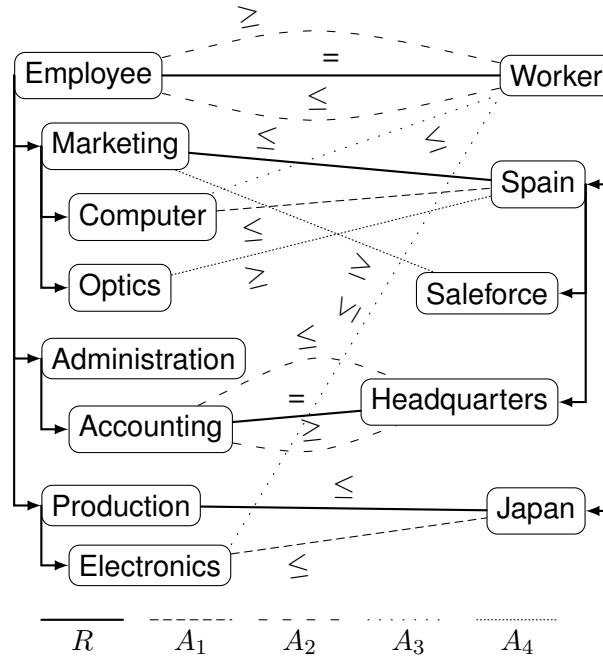 ≥
Employee = Worker
≤
Marketing ≤ ≤
Spain
Computer
≤
Optics ≥ ≥ Saleforce
≤
Administration ≤
= Headquarters
Accounting ≥
Production ≤ Japan
Electronics ≤
R A₁ A₂ A₃ A₄